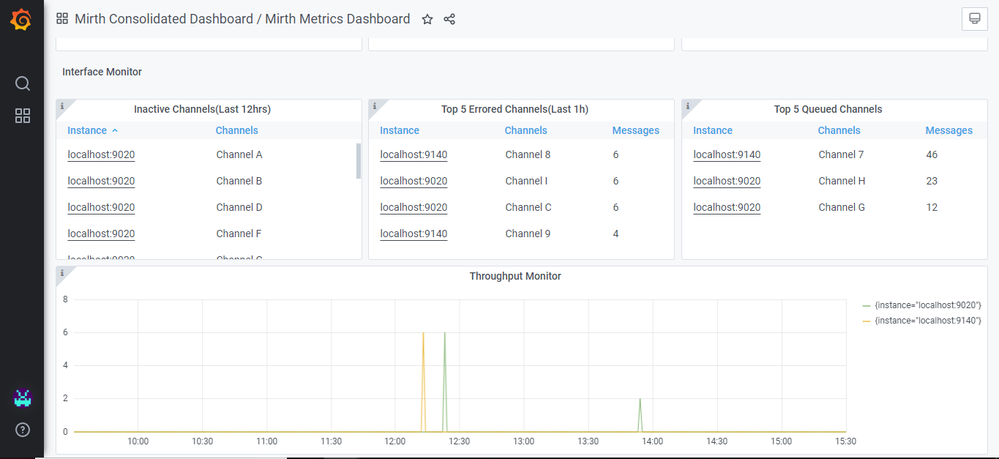 Mirth Consolidated Dashboard / Mirth Metrics Dashboard
Interface Monitor
i Inactive Channels(Last 12hrs)
Instance Channels
localhost:9020 Channel A
localhost:9020 Channel B
localhost:9020 Channel D
localhost:9020 Channel F
i Top 5 Errored Channels(Last 1h)
Instance Channels Messages
localhost:9140 Channel 8 6
localhost:9020 Channel I 6
localhost:9020 Channel C 6
localhost:9140 Channel 9 4
i Top 5 Queued Channels
Instance Channels Messages
localhost:9140 Channel 7 46
localhost:9020 Channel H 23
localhost:9020 Channel G 12
i Throughput Monitor
8
6
4
2
0
10:00 10:30 11:00 11:30 12:00 12:30 13:00 13:30 14:00 14:30 15:00 15:30
{instance="localhost:9020"}
{instance="localhost:9140"}
?